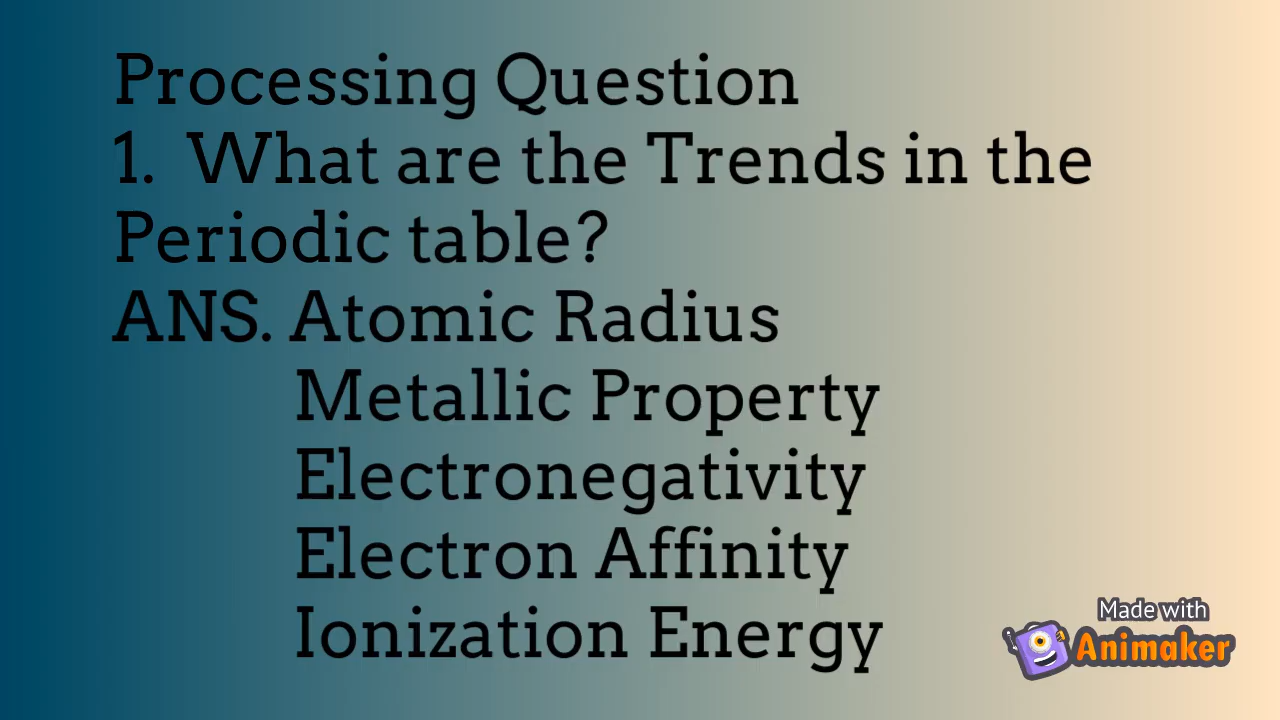 Processing Question
1. What are the Trends in the
Periodic table?
ANS. Atomic Radius
Metallic Property
Electronegativity
Electron Affinity
Ionization Energy
Made with
Animaker